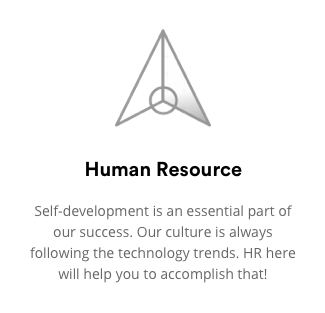 Human Resource
Self-development is an essential part of
our success. Our culture is always
following the technology trends. HR here
will help you to accomplish that!